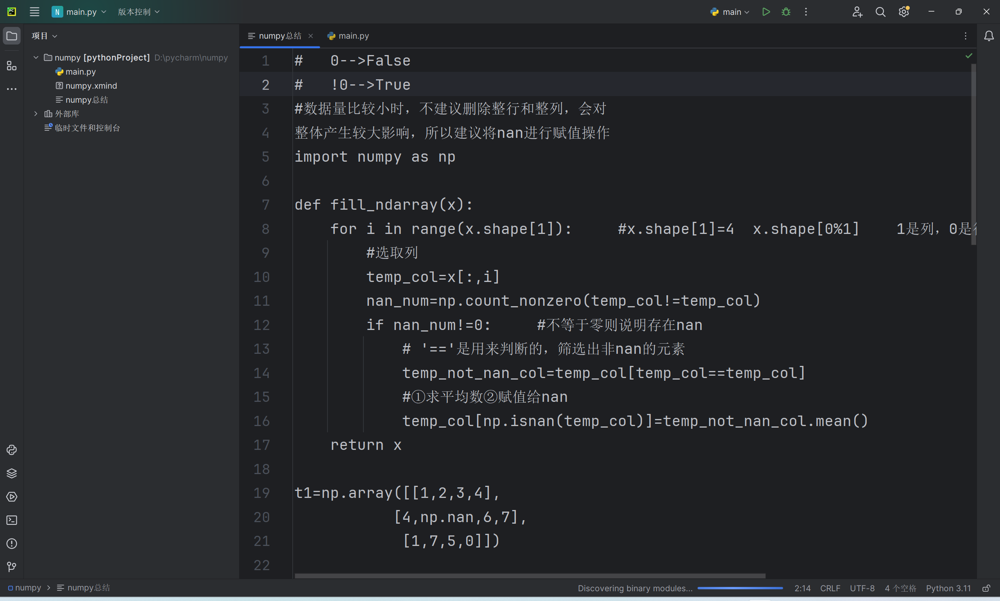 PC
N main.py 版本控制
main
项目
numpy总结
main.py
numpy [pythonProject] D:\pycharm\numpy
main.py
numpy.xmind
numpy总结
外部库
临时文件和控制台
1 #   0-->False
2 #   !0-->True
3 #数据量比较小时，不建议删除整行和整列，会对
4 整体产生较大影响，所以建议将nan进行赋值操作
5 import numpy as np
6
7 def fill_ndarray(x):
8     for i in range(x.shape[1]):     #x.shape[1]=4  x.shape[0%1]    1是列，0是
9         #选取列
10         temp_col=x[:,i]
11         nan_num=np.count_nonzero(temp_col!=temp_col)
12         if nan_num!=0:     #不等于零则说明存在nan
13             # '=='是用来判断的，筛选出非nan的元素
14             temp_not_nan_col=temp_col[temp_col==temp_col]
15             #①求平均数②赋值给nan
16             temp_col[np.isnan(temp_col)]=temp_not_nan_col.mean()
17     return x
18
19 t1=np.array([[1,2,3,4],
20            [4,np.nan,6,7],
21             [1,7,5,0]])
22
numpy > numpy总结
Discovering binary modules... 2:14 CRLF UTF-8 4 个空格 Python 3.11